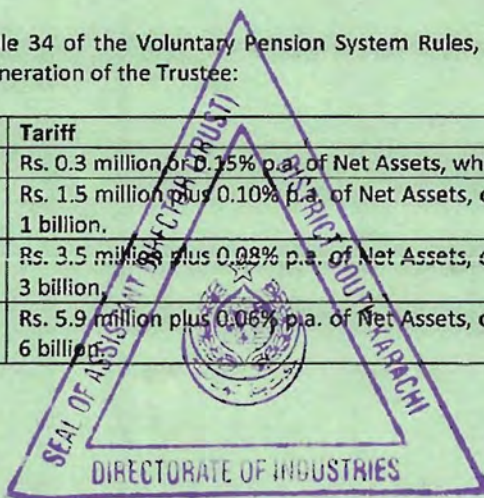 le 34 of the Voluntary Pension System Rules,
neration of the Trustee:
Tariff
Rs. 0.3 million or 0.15% p.a. of Net Assets, wh
Rs. 1.5 million plus 0.10% p.a. of Net Assets,
1 billion.
Rs. 3.5 million plus 0.08% p.a. of Net Assets,
3 billion.
Rs. 5.9 million plus 0.06% p.a. of Net Assets,
6 billion.
SEAL OF ASSISTANT DIRECTOR (TRUST)
DISTRICT SOUTH KARACHI
DIRECTORATE OF INDUSTRIES